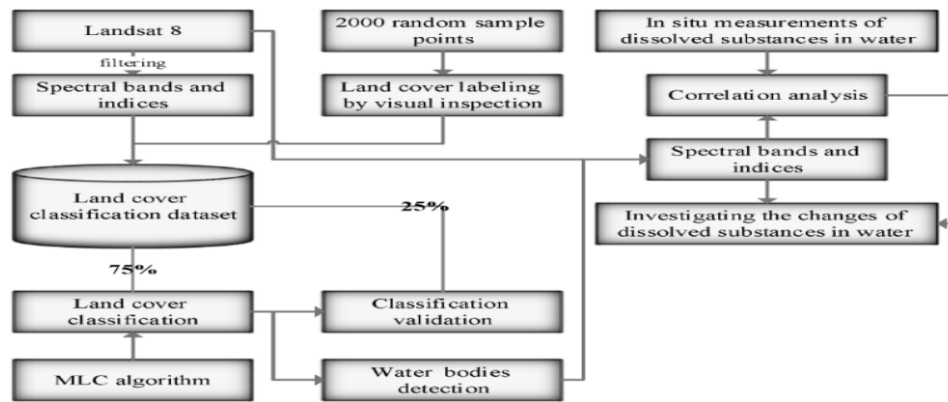 Landsat 8
filtering
Spectral bands and
indices
2000 random sample
points
Land cover labeling
by visual inspection
In situ measurements of
dissolved substances in water
Correlation analysis
Spectral bands and
indices
Investigating the changes of
dissolved substances in water
Land cover
classification dataset
25%
75%
Land cover
classification
Classification
validation
MLC algorithm
Water bodies
detection